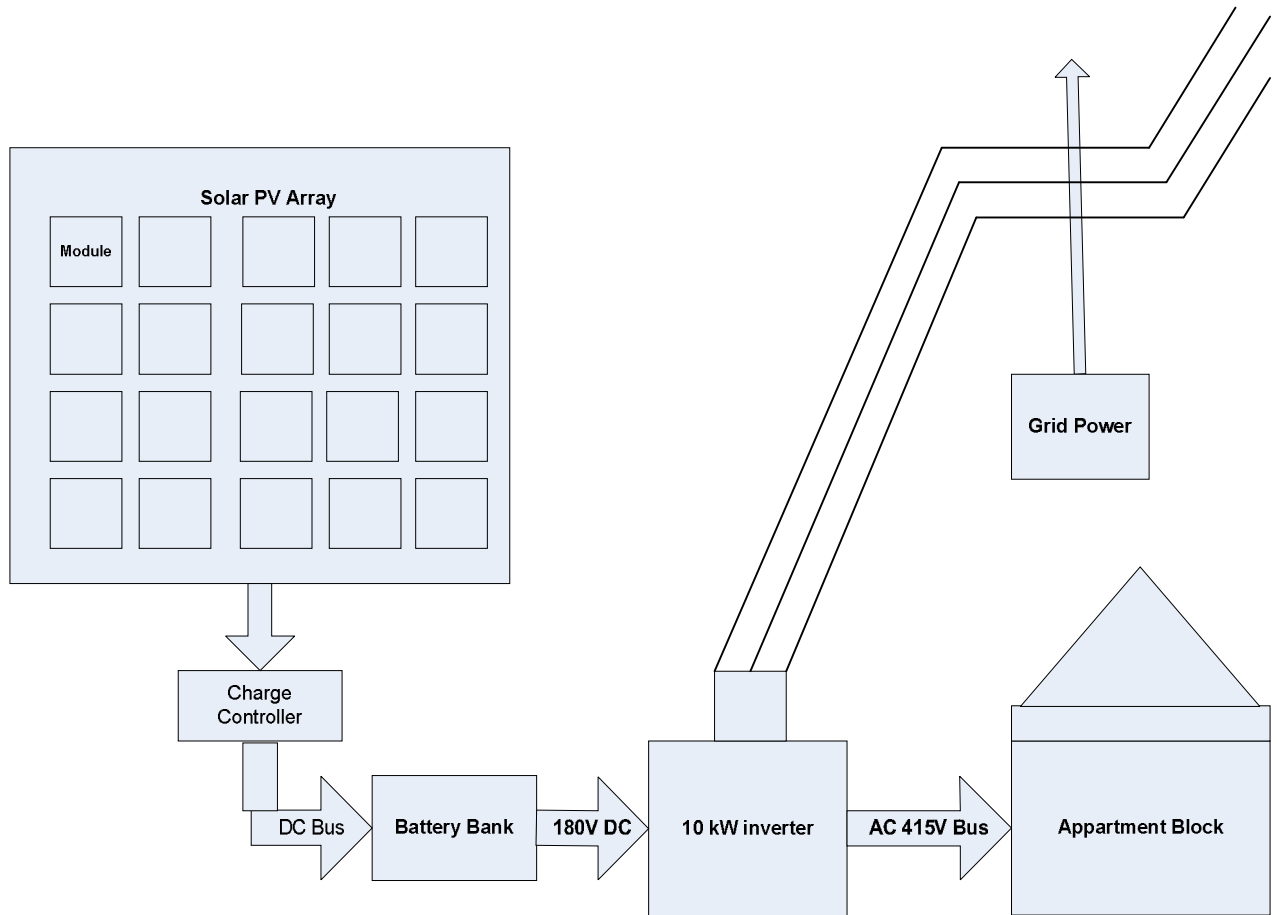 Solar PV Array
Module
Grid Power
Charge
Controller
DC Bus
Battery Bank
180V DC
10 kW inverter
AC 415V Bus
Appartment Block